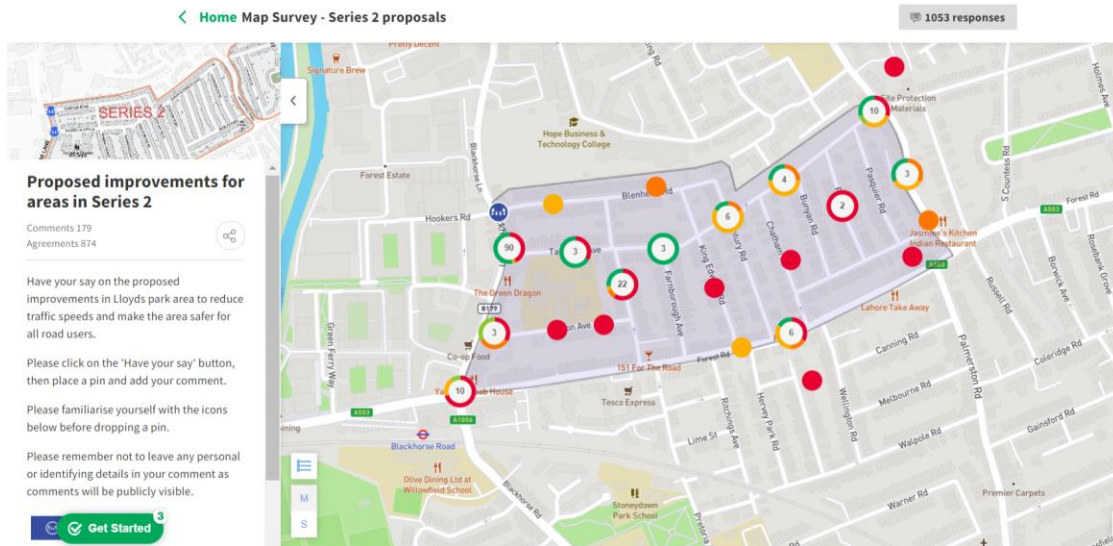 Home Map Survey - Series 2 proposals
1053 responses
SERIES 2
Proposed improvements for
areas in Series 2
Comments 179
Agreements 874
Have your say on the proposed
improvements in Lloyds park area to reduce
traffic speeds and make the area safer for
all road users.
Please click on the 'Have your say' button,
then place a pin and add your comment.
Please familiarise yourself with the icons
below before dropping a pin.
Please remember not to leave any personal
or identifying details in your comment as
comments will be publicly visible.
Get Started
3
Pretty Decent
Signature Brew
Site Protection
Materials
10
Holmes Ave
Hope Business &
Technology College
Blackhorse Ln
Forest Estate
4
Pasquier Rd
3
S Countess Rd
Forest Rd
A503
Hookers Rd
6
Bunyan Rd
2
Jasmine's Kitchen
Indian Restaurant
Rosebank Grove
90
3
3
Chatham
Borwick Ave
The Green Dragon
22
Farnborough Ave
Russell Rd
B179
Lahore Take Away
Green Ferry Way
3
6
Co-op Food
Forest Rd
151 For The Road
Canning Rd
Palmerston Rd
Coleridge Rd
10
Tesco Express
Melbourne Rd
Gainsford Rd
A503
A1006
Ritchings Ave
Hervey Park Rd
Wellington Rd
Walpole Rd
Blackhorse Road
Lime St
Olive Dining Ltd at
Willowfield School
Blackhorse Rd
Stoneydown
Park School
Warner Rd
Premier Carpets
M
S
Pretoria